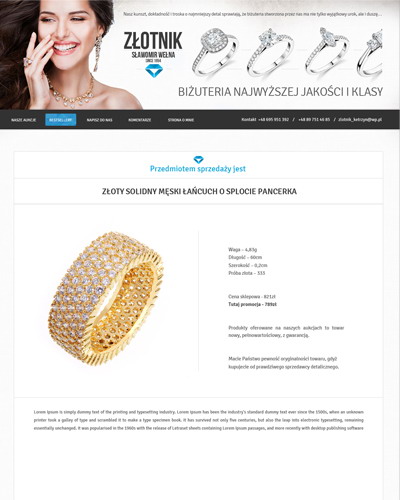 Nasz kunszt, dokładność i troska o najmniejszy detal sprawiają, że biżuteria stworzona przez nas ma nie tylko wyjątkowy urok, ale i duszę...
ZŁOTNIK
SŁAWOMIR WEŁNA
SINCE 1994
BIŻUTERIA NAJWYŻSZEJ JAKOŚCI I KLASY
NASZE AUKCJE BESTSELLERY NAPISZ DO NAS KOMENTARZE STRONA O MNIE Kontakt +48 695 951 362 / +48 89 751 46 85 / zlotnik_ketrzyn@wp.pl
Przedmiotem sprzedaży jest
ZŁOTY SOLIDNY MĘSKI ŁAŃCUCH O SPLOCIE PANCERKA
Waga - 4,83g
Długość - 60cm
Szerokość - 0,2cm
Próba złota - 333
Cena sklepowa - 821zł
Tutaj promocja - 789zł
Produkty oferowane na naszych aukcjach to towar
nowy, pełnowartościowy, z gwarancją.
Macie Państwo pewność oryginalności towaru, gdyż
kupujecie od prawdziwego sprzedawcy detalicznego.
Lorem Ipsum is simply dummy text of the printing and typesetting industry. Lorem Ipsum has been the industry's standard dummy text ever since the 1500s, when an unknown
printer took a galley of type and scrambled it to make a type specimen book. It has survived not only five centuries, but also the leap into electronic typesetting, remaining
essentially unchanged. It was popularised in the 1960s with the release of Letraset sheets containing Lorem Ipsum passages, and more recently with desktop publishing software